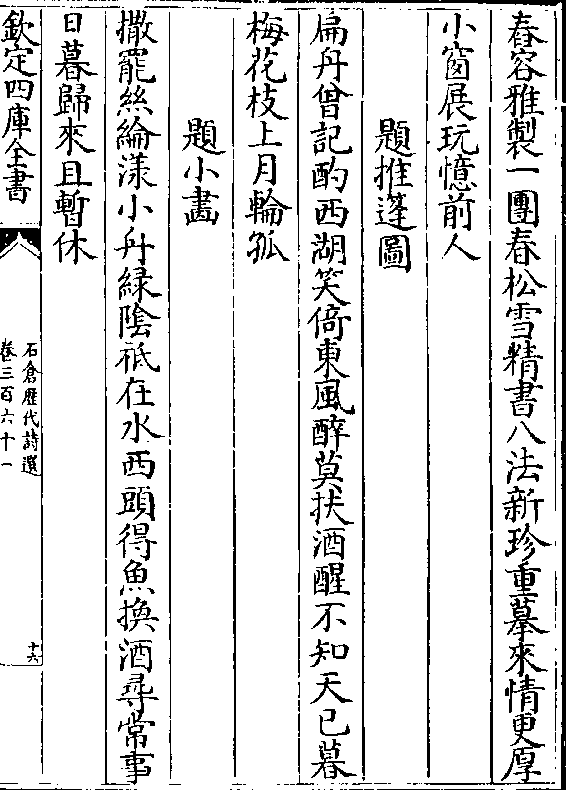 舂容雅製一團春松雪精書八法新珍重摹來情更厚
小窗展玩憶前人
題推篷圖
扁舟曾記酌西湖笑倚東風醉莫扶酒醒不知天已暮
梅花枝上月輪孤
題小畫
撒罷絲綸漾小舟緑陰祗在水西頭得魚換酒尋常事
日暮歸來且暫休
欽定四庫全書
石倉歷代詩選
卷三百六十一
十六